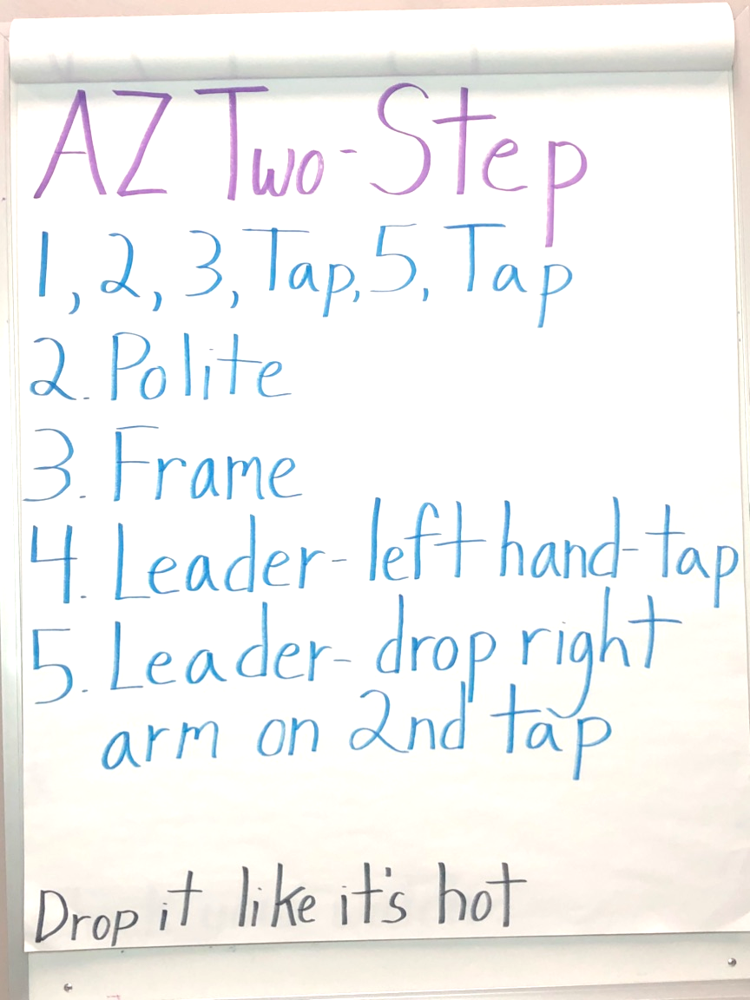 AZ Two-Step
1, 2, 3, Tap, 5, Tap
2. Polite
3. Frame
4. Leader-left hand-tap
5. Leader-drop right
arm on 2nd tap
Drop it like it's hot